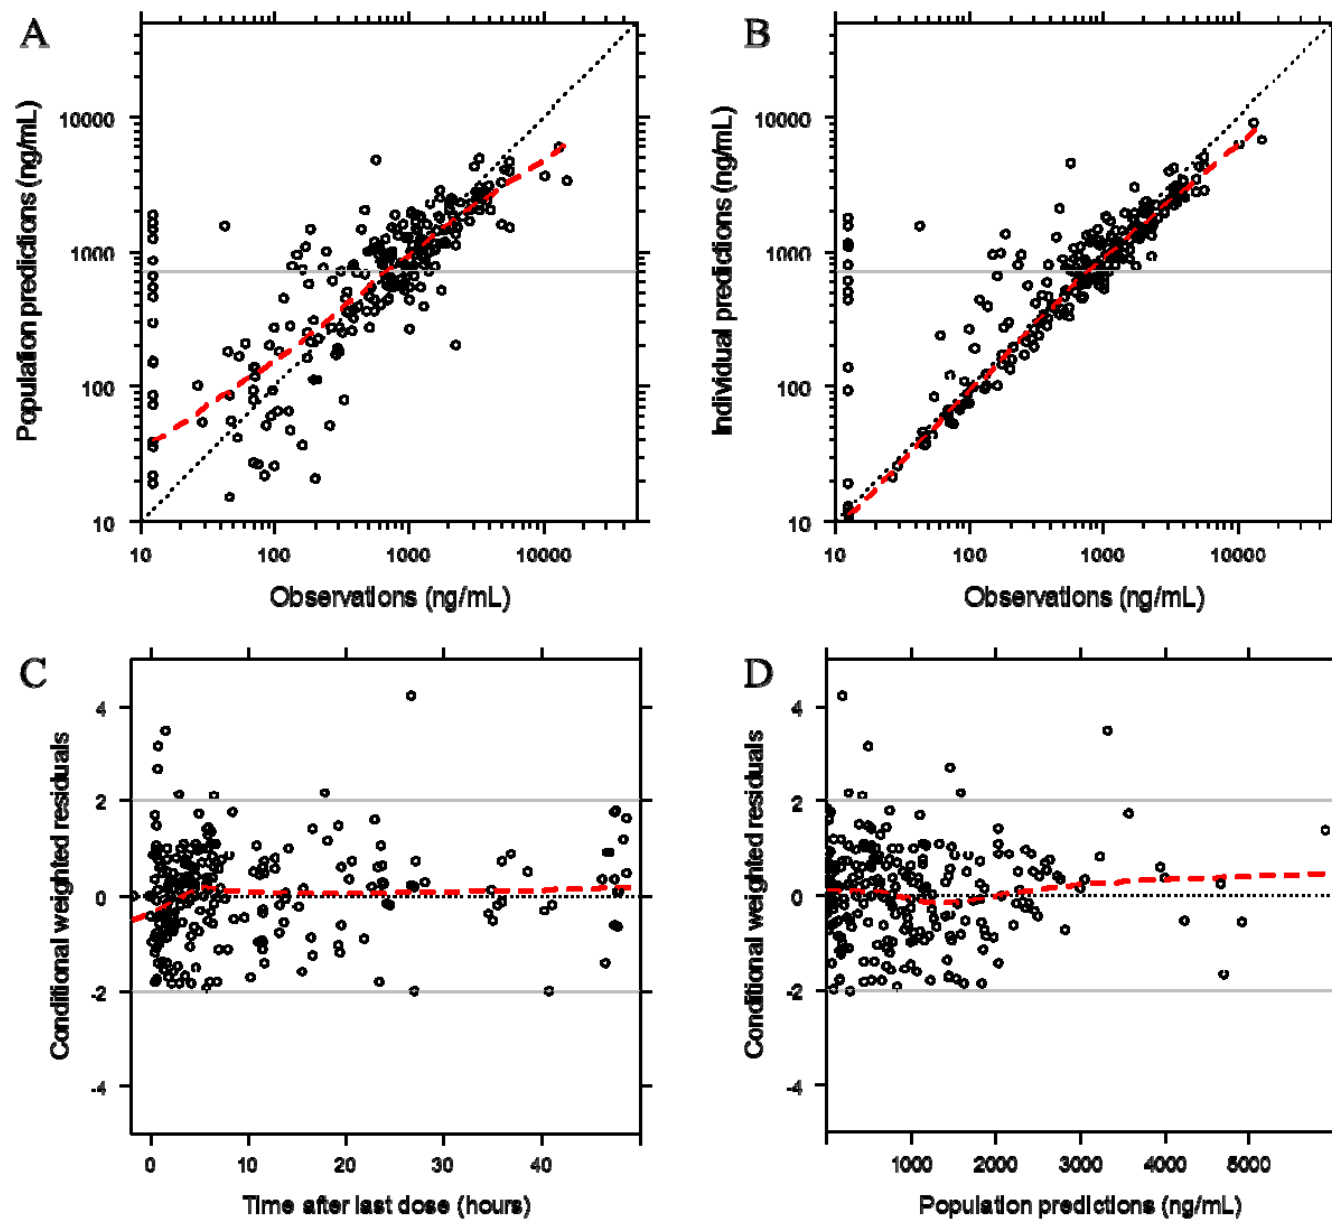 A
Population predictions (ng/mL)
10000
1000
100
10
10 100 1000 10000
Observations (ng/mL)
B
Individual predictions (ng/mL)
10000
1000
100
10
10 100 1000 10000
Observations (ng/mL)
C
Conditional weighted residuals
4
2
0
-2
-4
0 10 20 30 40
Time after last dose (hours)
D
Conditional weighted residuals
4
2
0
-2
-4
1000 2000 3000 4000 5000
Population predictions (ng/mL)